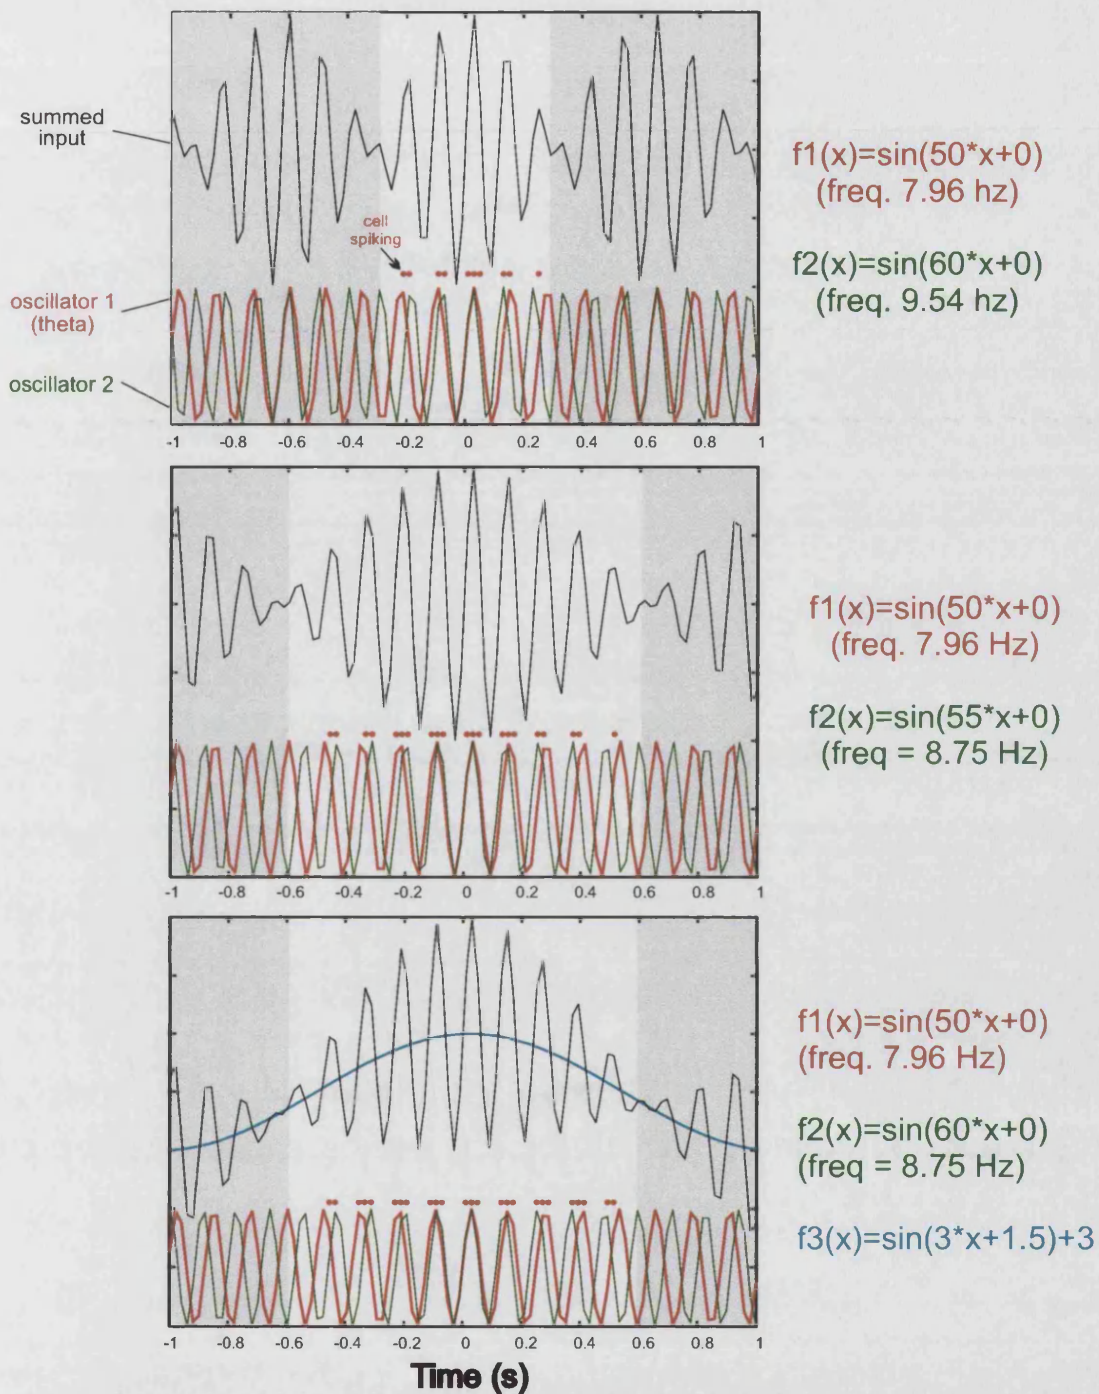 summed
input
cell
spiking
oscillator 1
(theta)
oscillator 2
f1(x)=sin(50*x+0)
(freq. 7.96 hz)
f2(x)=sin(60*x+0)
(freq. 9.54 hz)
-1 -0.8 -0.6 -0.4 -0.2 0 0.2 0.4 0.6 0.8 1
f1(x)=sin(50*x+0)
(freq. 7.96 Hz)
f2(x)=sin(55*x+0)
(freq = 8.75 Hz)
-1 -0.8 -0.6 -0.4 -0.2 0 0.2 0.4 0.6 0.8 1
f1(x)=sin(50*x+0)
(freq. 7.96 Hz)
f2(x)=sin(60*x+0)
(freq = 8.75 Hz)
f3(x)=sin(3*x+1.5)+3
-1 -0.8 -0.6 -0.4 -0.2 0 0.2 0.4 0.6 0.8 1
Time (s)